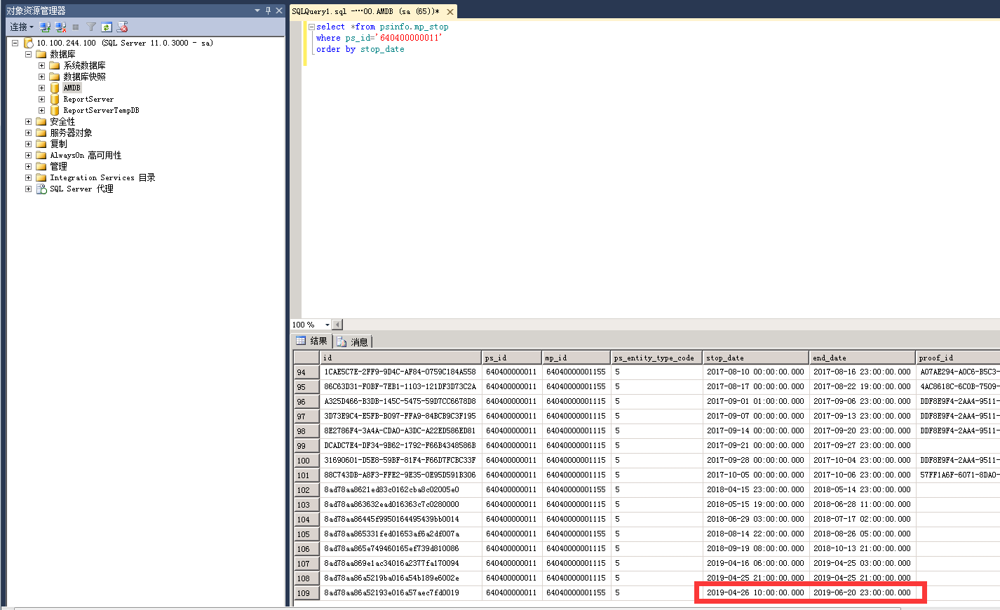 对象资源管理器
连接
10.100.244.100 (SQL Server 11.0.3000 - sa)
数据库
系统数据库
数据库快照
AMDB
ReportServer
ReportServerTempDB
安全性
服务器对象
复制
AlwaysOn 高可用性
管理
Integration Services 目录
SQL Server 代理
SQLQuery1.sql -...00.AMDB (sa (65))*
select *from psinfo.mp_stop
where ps_id='640400000011'
order by stop_date
100 %
结果 消息
id ps_id mp_id ps_entity_type_code stop_date end_date proof_id
94 1CAE5C7E-2FF9-9D4C-AF84-0759C184A558 640400000011 64040000001155 5 2017-08-10 00:00:00.000 2017-08-16 23:00:00.000 A07AE294-A0C6-B5C3-
95 86C63D31-F0BF-7EB1-1103-121DF3D73C2A 640400000011 64040000001155 5 2017-08-17 00:00:00.000 2017-08-22 19:00:00.000 4AC8618C-6C0B-7509-
96 A325D466-B3DB-145C-5475-59D7CC6678D8 640400000011 64040000001115 5 2017-09-01 01:00:00.000 2017-09-06 23:00:00.000 DDF8E9F4-2AA4-9511-
97 3D73E9C4-E5FB-B097-FFA9-84BCB9C3F195 640400000011 64040000001115 5 2017-09-07 00:00:00.000 2017-09-13 23:00:00.000 DDF8E9F4-2AA4-9511-
98 8E2786F4-3A4A-CDA0-A3DC-A22ED586ED81 640400000011 64040000001115 5 2017-09-14 00:00:00.000 2017-09-20 23:00:00.000 DDF8E9F4-2AA4-9511-
99 DCADC7E4-DF34-9B62-1792-F66B4348586B 640400000011 64040000001115 5 2017-09-21 00:00:00.000 2017-09-27 23:00:00.000
100 31690601-D5E8-59BF-81F4-F66D7FCBC33F 640400000011 64040000001115 5 2017-09-28 00:00:00.000 2017-10-04 23:00:00.000 DDF8E9F4-2AA4-9511-
101 88C743DB-A8F3-FFE2-9E35-0E95D591B306 640400000011 64040000001115 5 2017-10-05 00:00:00.000 2017-10-06 23:00:00.000 57FF1A6F-6071-8DA0-
102 8ad78aa8621ed83c0162cba8c02005e0 640400000011 64040000001155 5 2018-04-15 23:00:00.000 2018-05-14 23:00:00.000
103 8ad78aa863632ead016363c7c0280000 640400000011 64040000001115 5 2018-05-15 19:00:00.000 2018-06-28 11:00:00.000
104 8ad78aa86445f9950164495439bb0014 640400000011 64040000001115 5 2018-06-29 03:00:00.000 2018-07-17 02:00:00.000
105 8ad78aa865331fed01653af6a2df007a 640400000011 64040000001155 5 2018-08-14 22:00:00.000 2018-08-26 05:00:00.000
106 8ad78aa865e749460165ef739d810086 640400000011 64040000001115 5 2018-09-19 08:00:00.000 2018-10-13 21:00:00.000
107 8ad78aa869e1ac34016a2377fa170094 640400000011 64040000001155 5 2019-04-16 06:00:00.000 2019-04-25 03:00:00.000
108 8ad78aa86a5219ba016a54b189e6002e 640400000011 64040000001115 5 2019-04-25 21:00:00.000 2019-04-25 21:00:00.000
109 8ad78aa86a52193e016a57aec7fd0019 640400000011 64040000001155 5 2019-04-26 10:00:00.000 2019-06-20 23:00:00.000